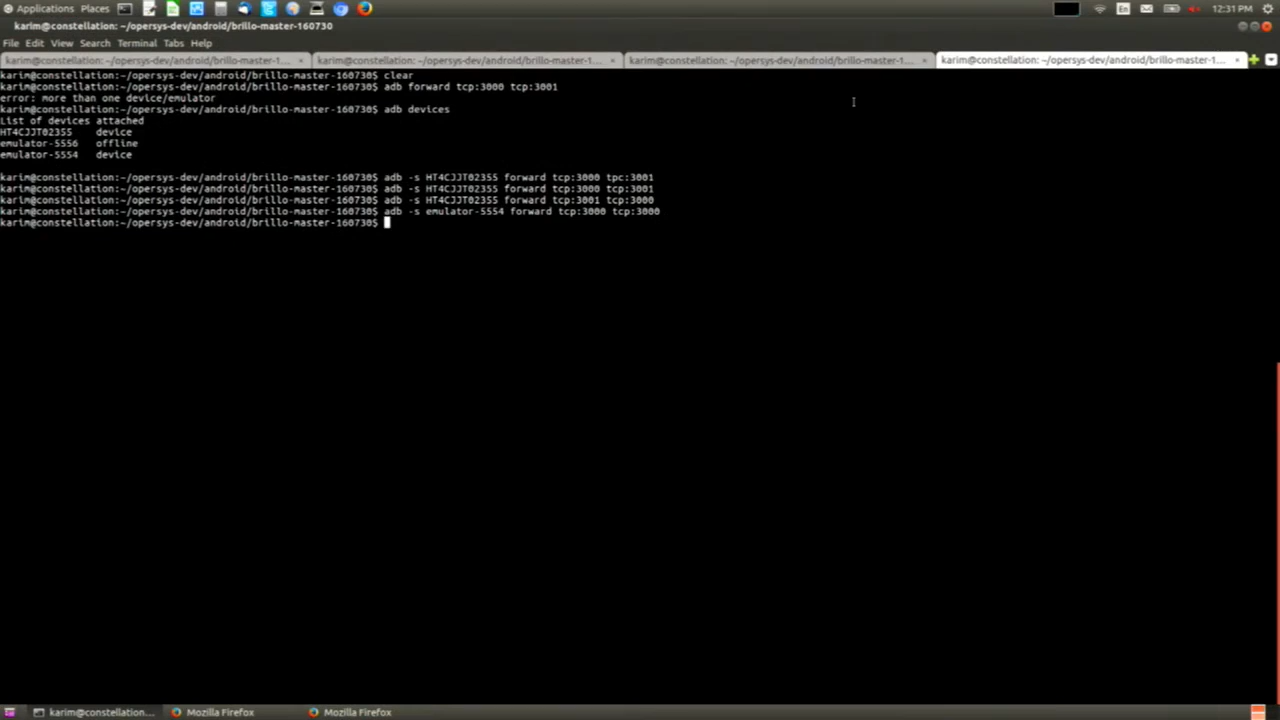 Applications Places
En
12:31 PM
karim@constellation: ~/opersys-dev/android/brillo-master-160730
File Edit View Search Terminal Tabs Help
karim@constellation: ~/opersys-dev/android/brillo-master-1...
karim@constellation: ~/opersys-dev/android/brillo-master-1...
karim@constellation: ~/opersys-dev/android/brillo-master-1...
karim@constellation: ~/opersys-dev/android/brillo-master-1...
karim@constellation:~/opersys-dev/android/brillo-master-160730$ clear
karim@constellation:~/opersys-dev/android/brillo-master-160730$ adb forward tcp:3000 tcp:3001
error: more than one device/emulator
karim@constellation:~/opersys-dev/android/brillo-master-160730$ adb devices
List of devices attached
HT4CJJT02355 device
emulator-5556 offline
emulator-5554 device
karim@constellation:~/opersys-dev/android/brillo-master-160730$ adb -s HT4CJJT02355 forward tcp:3000 tpc:3001
karim@constellation:~/opersys-dev/android/brillo-master-160730$ adb -s HT4CJJT02355 forward tcp:3000 tcp:3001
karim@constellation:~/opersys-dev/android/brillo-master-160730$ adb -s HT4CJJT02355 forward tcp:3001 tcp:3000
karim@constellation:~/opersys-dev/android/brillo-master-160730$ adb -s emulator-5554 forward tcp:3000 tcp:3000
karim@constellation:~/opersys-dev/android/brillo-master-160730$
karim@constellation...
Mozilla Firefox
Mozilla Firefox